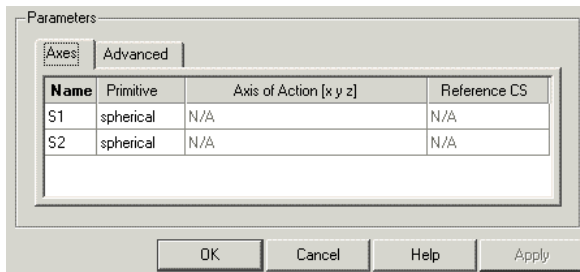 Parameters
Axes Advanced
Name Primitive Axis of Action [x y z] Reference CS
S1 spherical N/A N/A
S2 spherical N/A N/A
OK Cancel Help Apply